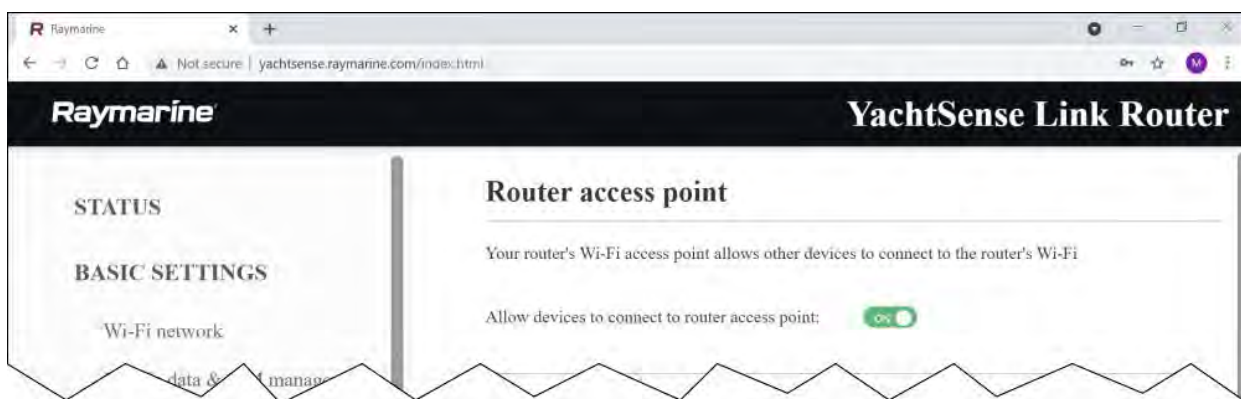 Raymarine
Not secure | yachtsense.raymarine.com/index.html
M
Raymarine
YachtSense Link Router
STATUS
BASIC SETTINGS
Wi-Fi network
data &
Router access point
Your router's Wi-Fi access point allows other devices to connect to the router's Wi-Fi
Allow devices to connect to router access point:
ON